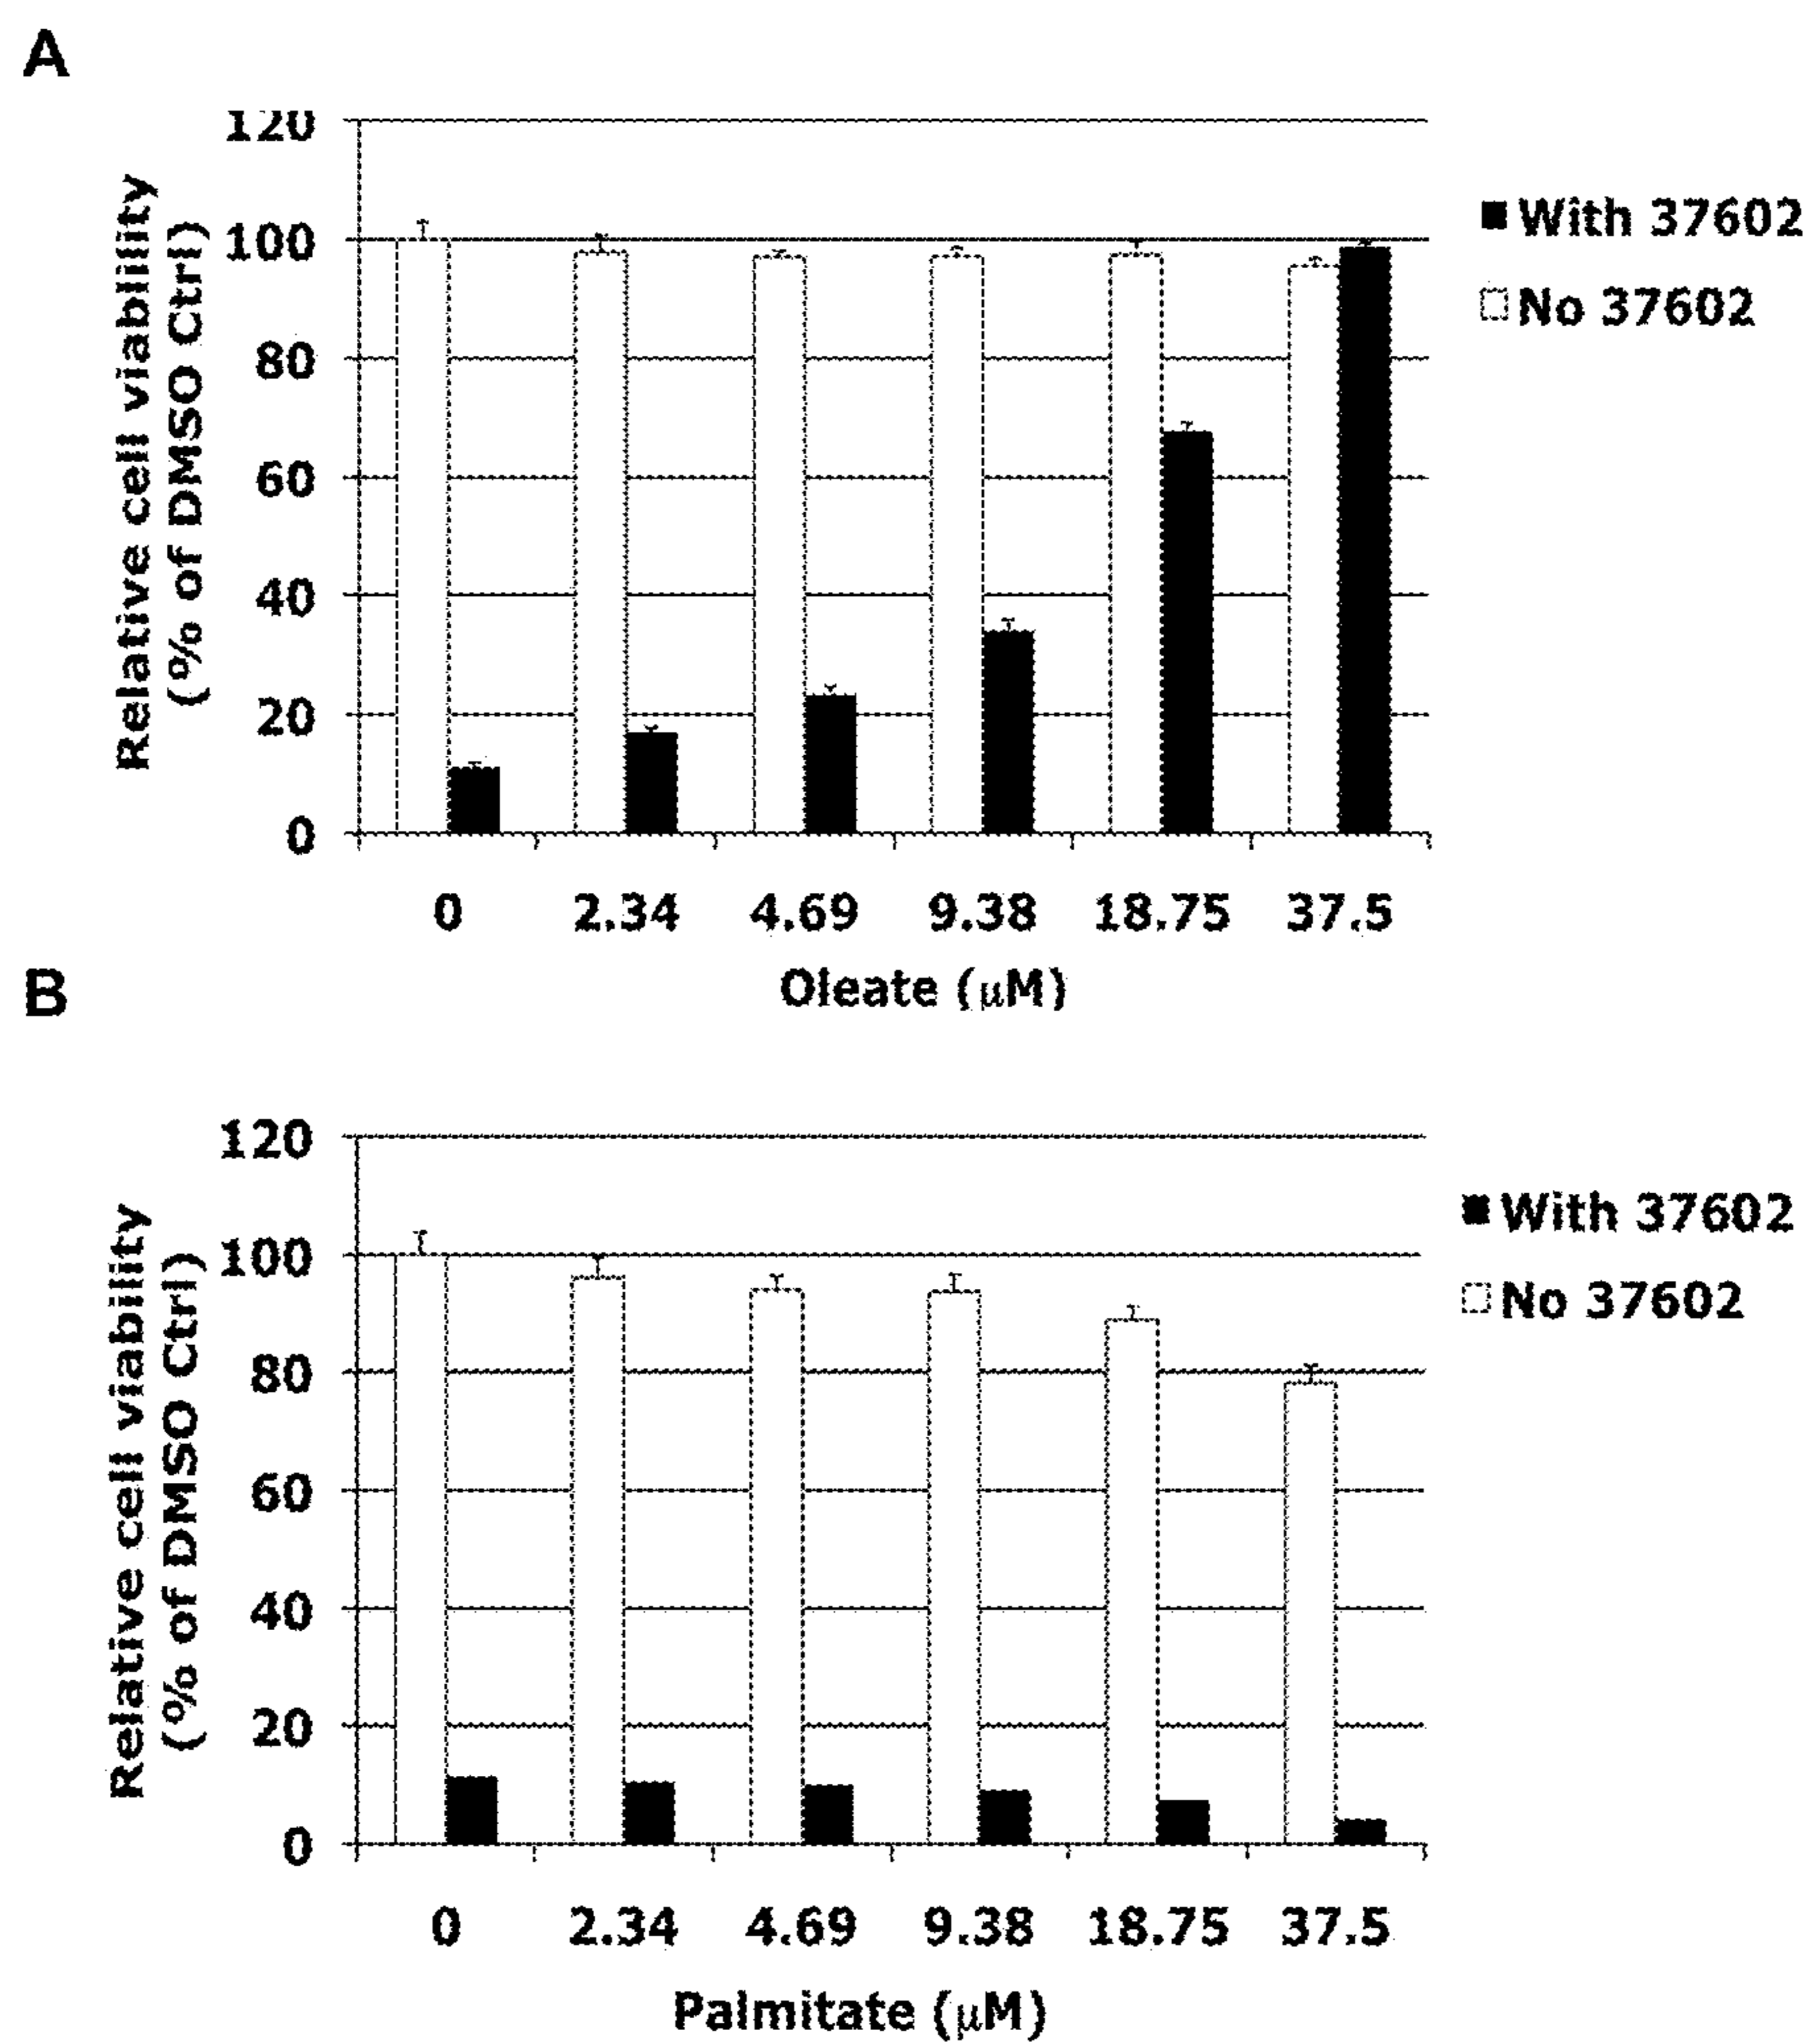 A
Relative cell viability
(% of DMSO Ctrl)
120
100
80
60
40
20
0
With 37602
No 37602
0 2.34 4.69 9.38 18.75 37.5
Oleate (μM)
B
Relative cell viability
(% of DMSO Ctrl)
120
100
80
60
40
20
0
With 37602
No 37602
0 2.34 4.69 9.38 18.75 37.5
Palmitate (μM)